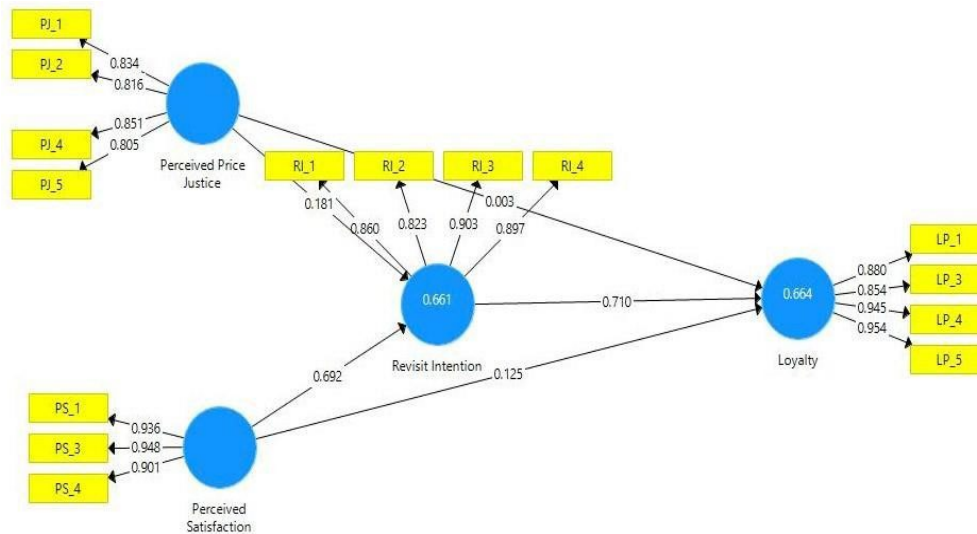 PJ_1
PJ_2
PJ_4
PJ_5
0.834
0.816
0.851
0.805
Perceived Price
Justice
RI_1
RI_2
RI_3
RI_4
0.181
0.860
0.823
0.903
0.897
0.003
0.661
Revisit Intention
0.710
0.664
Loyalty
LP_1
LP_3
LP_4
LP_5
0.880
0.854
0.945
0.954
0.692
0.125
PS_1
PS_3
PS_4
0.936
0.948
0.901
Perceived
Satisfaction